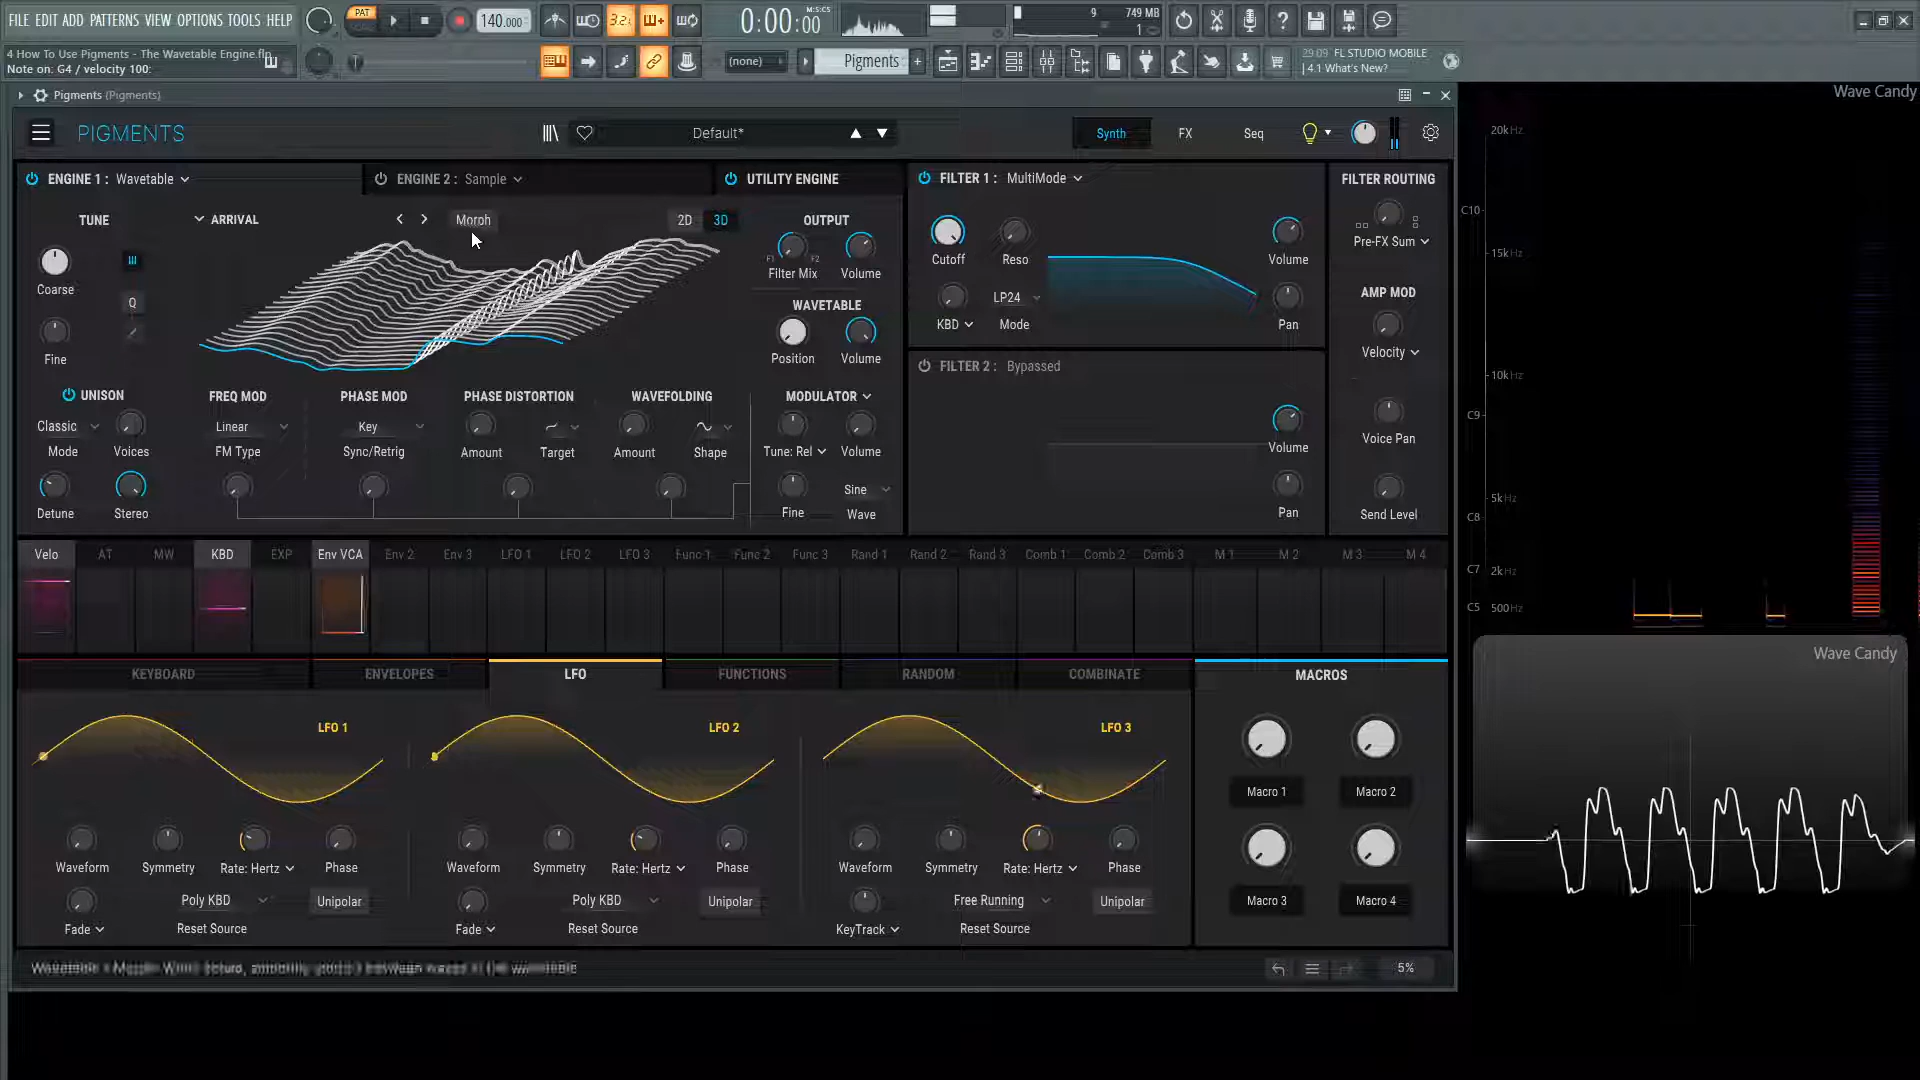 FILE EDIT ADD PATTERNS VIEW OPTIONS TOOLS HELP
PAT
140.000
3.2.
0:00:00
M:S:CS
9
749 MB
1
4 How To Use Pigments - The Wavetable Engine.flp
Note on: G4 / velocity 100:
(none)
Pigments
29.09 FL STUDIO MOBILE
4.1 What's New?
Pigments (Pigments)
PIGMENTS
Default*
Synth
FX
Seq
ENGINE 1 : Wavetable
ENGINE 2 : Sample
UTILITY ENGINE
TUNE
ARRIVAL
Morph
2D
3D
OUTPUT
Coarse
Q
F1
F2
Filter Mix
Volume
WAVETABLE
Fine
Position
Volume
UNISON
FREQ MOD
PHASE MOD
PHASE DISTORTION
WAVEFOLDING
MODULATOR
Classic
Linear
Key
Mode
Voices
FM Type
Sync/Retrig
Amount
Target
Amount
Shape
Tune: Rel
Volume
Sine
Detune
Stereo
Fine
Wave
FILTER 1 : MultiMode
Cutoff
Reso
Volume
LP24
KBD
Mode
Pan
FILTER 2 : Bypassed
Volume
Pan
FILTER ROUTING
Pre-FX Sum
AMP MOD
Velocity
Voice Pan
Send Level
Velo AT MW KBD EXP Env VCA Env 2 Env 3 LFO 1 LFO 2 LFO 3 Func 1 Func 2 Func 3 Rand 1 Rand 2 Rand 3 Comb 1 Comb 2 Comb 3 M 1 M 2 M 3 M 4
KEYBOARD
ENVELOPES
LFO
FUNCTIONS
RANDOM
COMBINATE
MACROS
LFO 1
LFO 2
LFO 3
Waveform Symmetry Rate: Hertz Phase
Waveform Symmetry Rate: Hertz Phase
Waveform Symmetry Rate: Hertz Phase
Poly KBD
Unipolar
Poly KBD
Unipolar
Free Running
Unipolar
Fade
Reset Source
Fade
Reset Source
KeyTrack
Reset Source
Macro 1
Macro 2
Macro 3
Macro 4
5%
Wave Candy
20kHz
C10
15kHz
10kHz
C9
5kHz
C8
C7
2kHz
C5
500Hz
Wave Candy